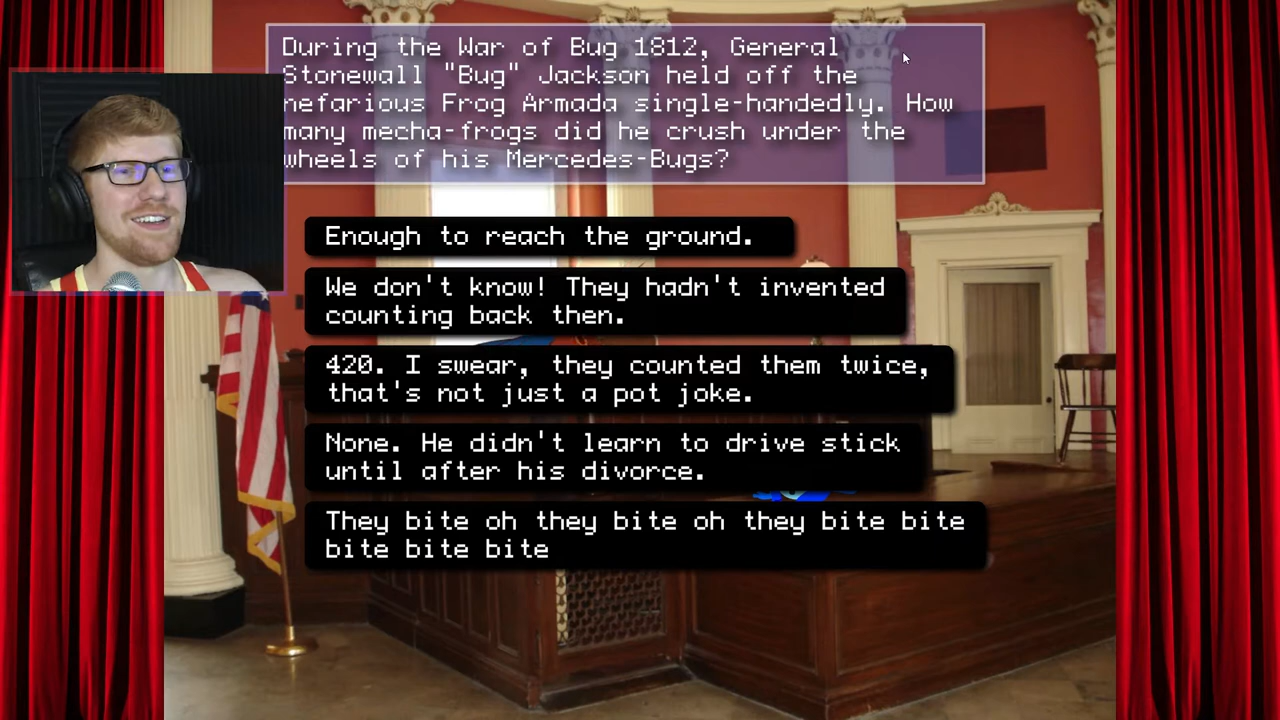 During the War of Bug 1812, General
Stonewall "Bug" Jackson held off the
nefarious Frog Armada single-handedly. How
many mecha-frogs did he crush under the
wheels of his Mercedes-Bugs?
Enough to reach the ground.
We don't know! They hadn't invented
counting back then.
420. I swear, they counted them twice,
that's not just a pot joke.
None. He didn't learn to drive stick
until after his divorce.
They bite oh they bite oh they bite bite
bite bite bite